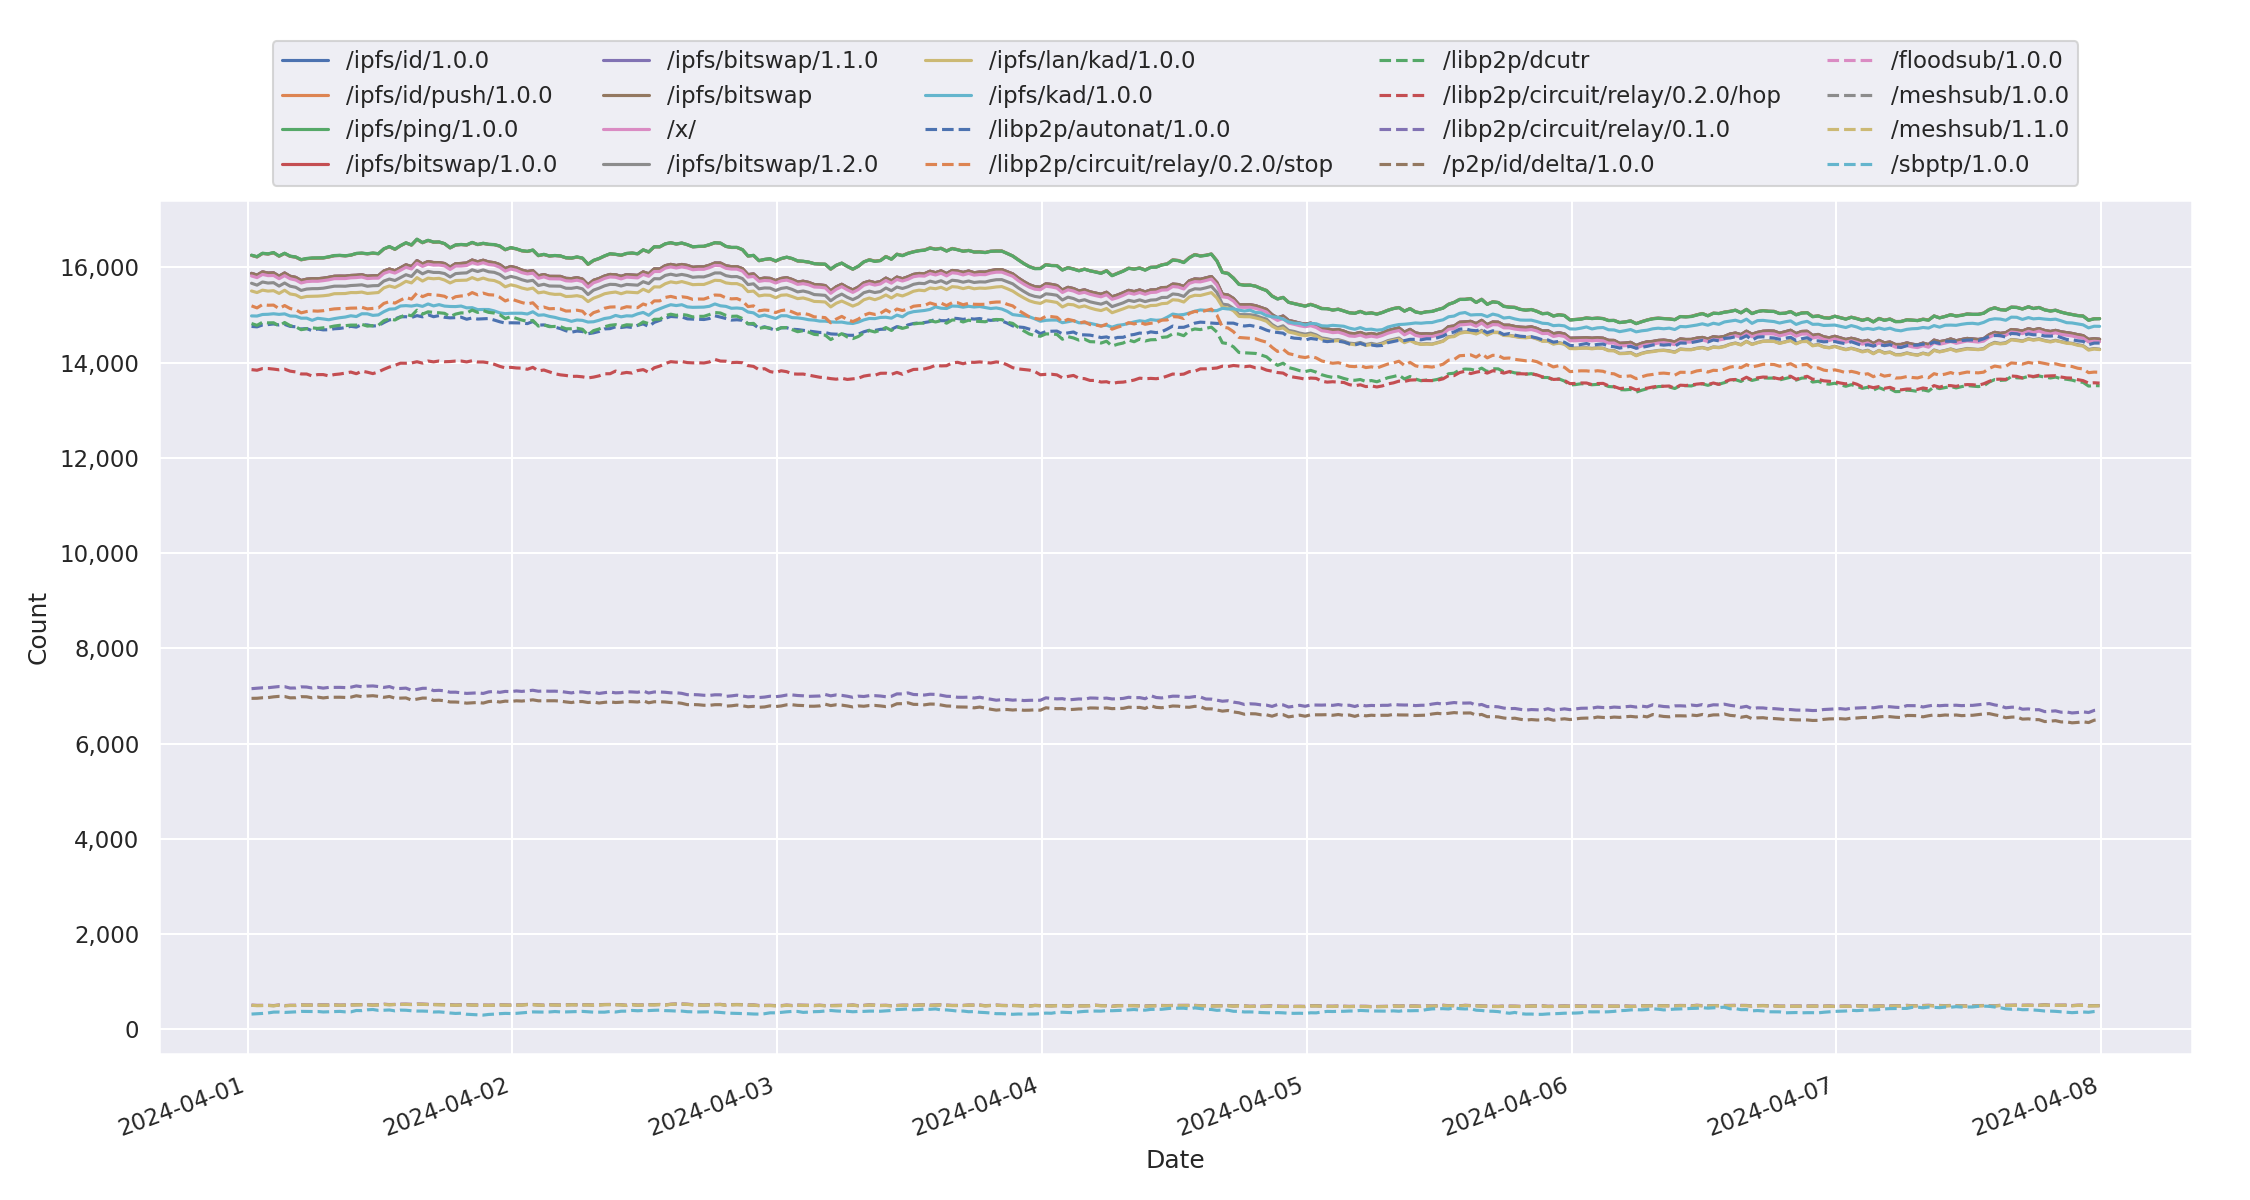 /ipfs/id/1.0.0
/ipfs/id/push/1.0.0
/ipfs/ping/1.0.0
/ipfs/bitswap/1.0.0
/ipfs/bitswap/1.1.0
/ipfs/bitswap
/x/
/ipfs/bitswap/1.2.0
/ipfs/lan/kad/1.0.0
/ipfs/kad/1.0.0
/libp2p/autonat/1.0.0
/libp2p/circuit/relay/0.2.0/stop
/libp2p/dcutr
/libp2p/circuit/relay/0.2.0/hop
/libp2p/circuit/relay/0.1.0
/p2p/id/delta/1.0.0
/floodsub/1.0.0
/meshsub/1.0.0
/meshsub/1.1.0
/sbptp/1.0.0
16,000
14,000
12,000
10,000
8,000
6,000
4,000
2,000
0
Count
2024-04-01
2024-04-02
2024-04-03
2024-04-04
2024-04-05
2024-04-06
2024-04-07
2024-04-08
Date